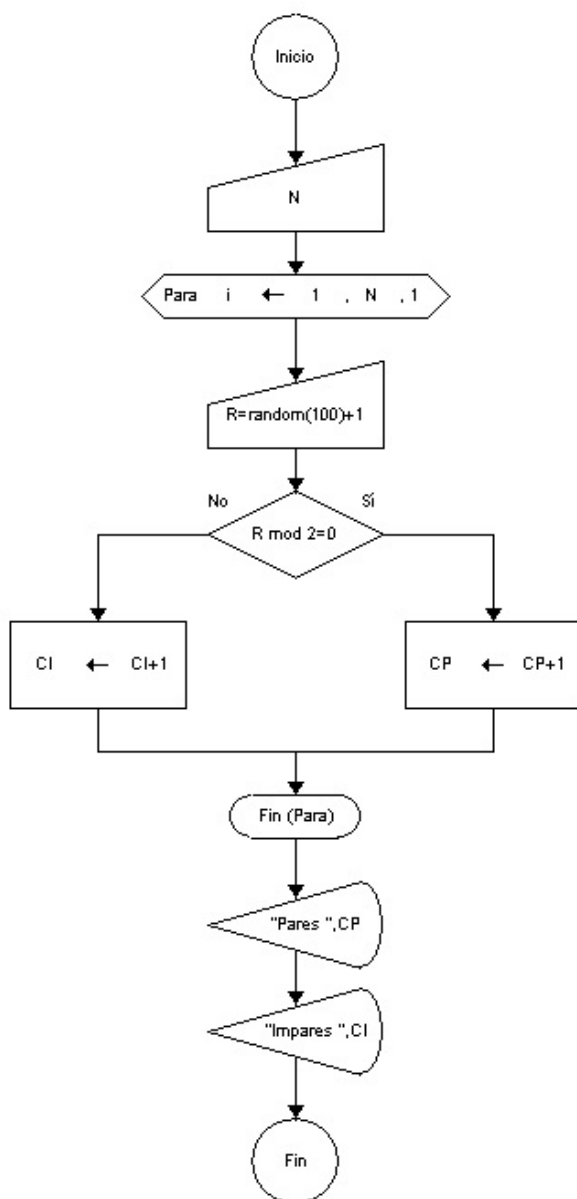 Inicio
N
Para i ← 1 , N , 1
R=random(100)+1
No Sí
R mod 2=0
CI ← CI+1 CP ← CP+1
Fin (Para)
"Pares ",CP
"Impares ",CI
Fin